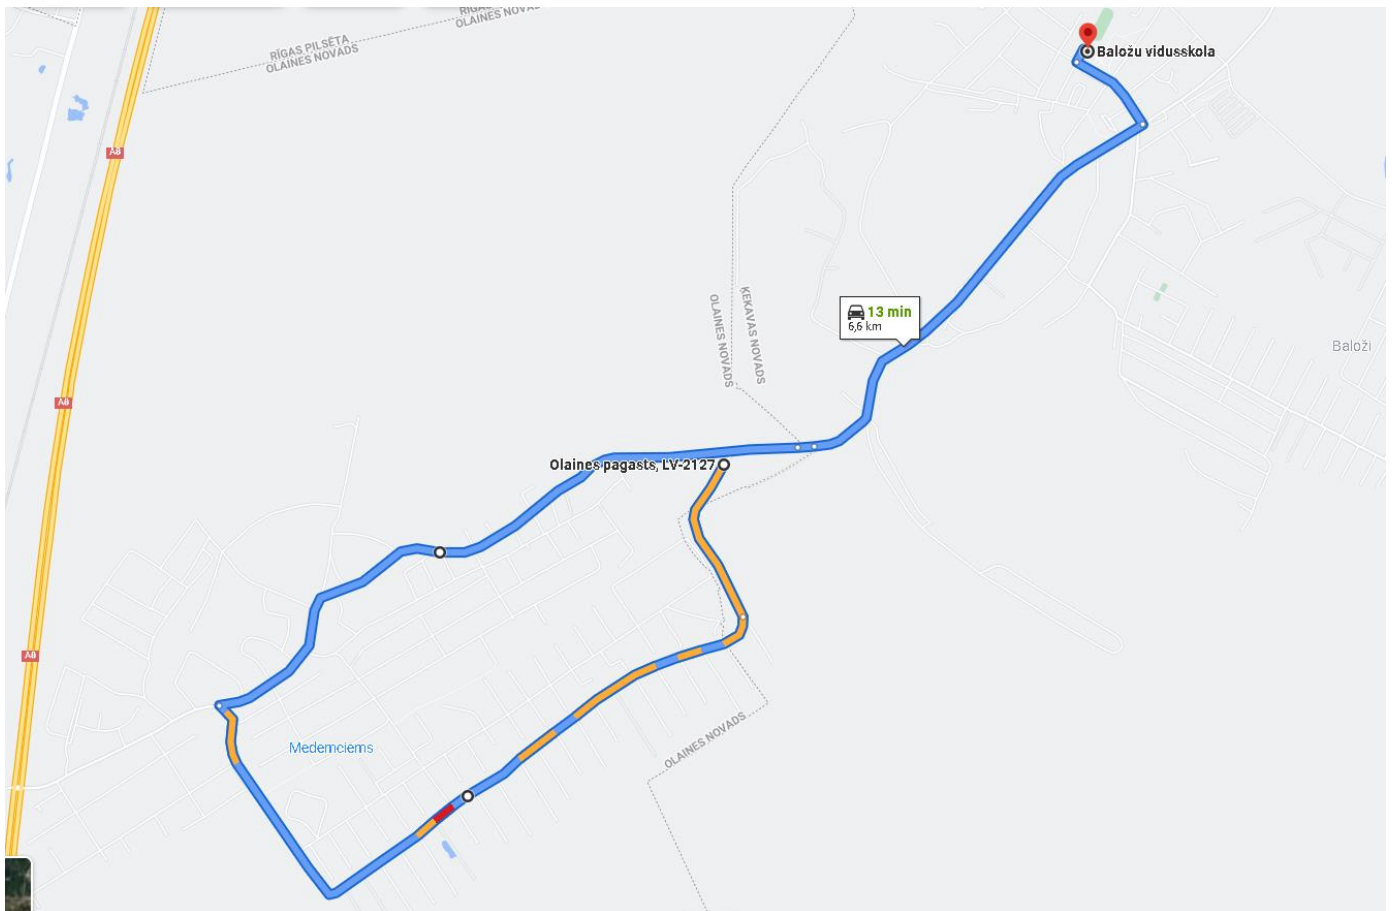 RĪGAS PILSĒTA
OLAINES NOVADS
OLAINES NOVADS
Baložu vidusskola
A8
13 min
6,6 km
OLAINES NOVADS
ĶEKAVAS NOVADS
Baloži
A8
Olaines pagasts, LV-2127
A8
OLAINES NOVADS
Medemciems